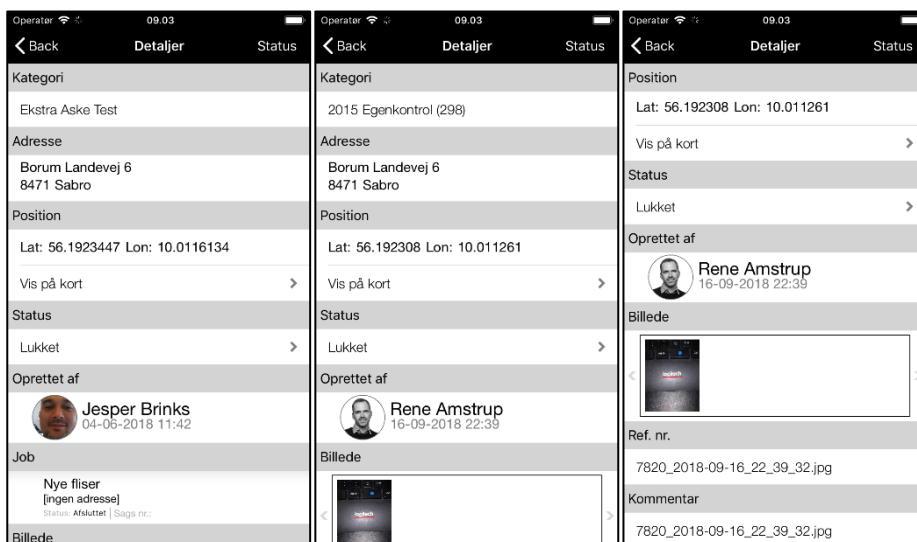 Operatør 09.03
Back Detaljer Status
Kategori
Ekstra Aske Test
Adresse
Borum Landevej 6
8471 Sabro
Position
Lat: 56.1923447 Lon: 10.0116134
Vis på kort
Status
Lukket
Oprettet af
Jesper Brinks
04-06-2018 11:42
Job
Nye fliser
[ingen adresse]
Status: Afsluttet | Sags nr.:
Billede
Operatør 09.03
Back Detaljer Status
Kategori
2015 Egenkontrol (298)
Adresse
Borum Landevej 6
8471 Sabro
Position
Lat: 56.192308 Lon: 10.011261
Vis på kort
Status
Lukket
Oprettet af
Rene Amstrup
16-09-2018 22:39
Billede
logitech
Operatør 09.03
Back Detaljer Status
Position
Lat: 56.192308 Lon: 10.011261
Vis på kort
Status
Lukket
Oprettet af
Rene Amstrup
16-09-2018 22:39
Billede
logitech
Ref. nr.
7820_2018-09-16_22_39_32.jpg
Kommentar
7820_2018-09-16_22_39_32.jpg